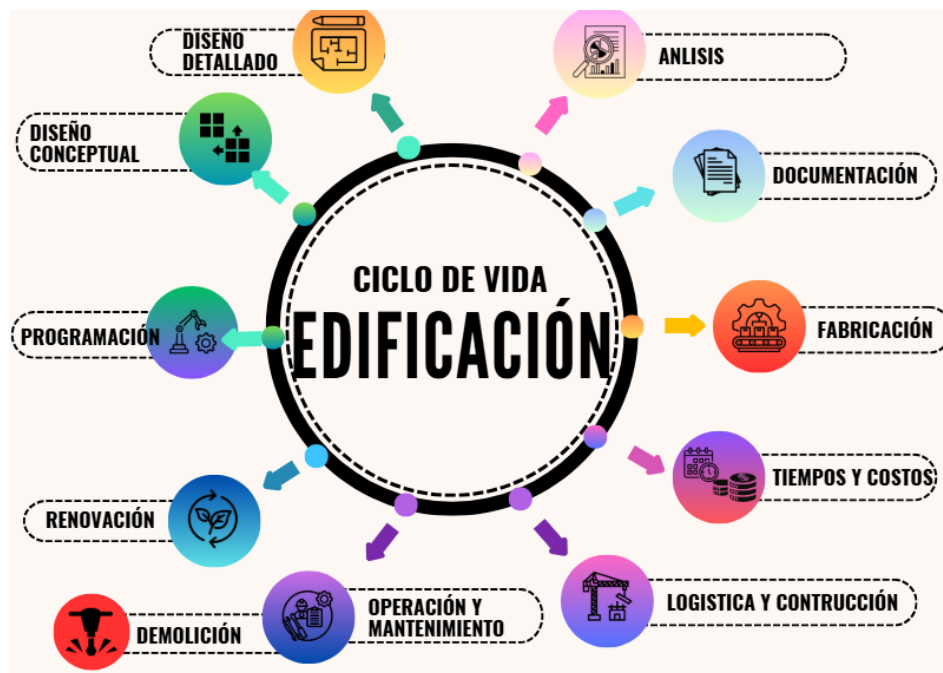 DISEÑO
DETALLADO
ANLISIS
DISEÑO
CONCEPTUAL
DOCUMENTACIÓN
CICLO DE VIDA
EDIFICACIÓN
PROGRAMACIÓN
FABRICACIÓN
TIEMPOS Y COSTOS
RENOVACIÓN
LOGISTICA Y CONTRUCCIÓN
OPERACIÓN Y
MANTENIMIENTO
DEMOLICIÓN